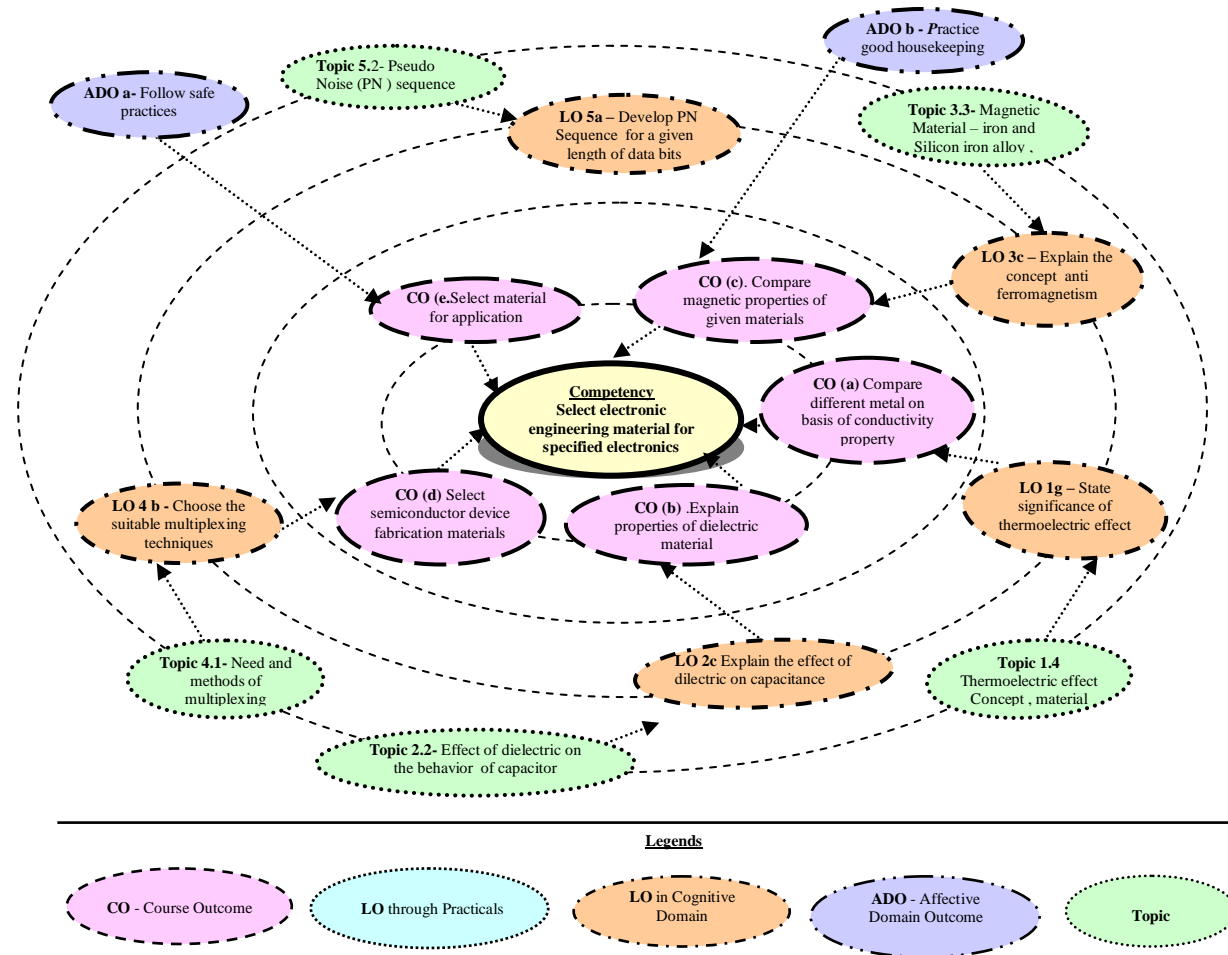 ADO b - Practice
good housekeeping
Topic 5.2- Pseudo
Noise (PN ) sequence
ADO a- Follow safe
practices
LO 5a – Develop PN
Sequence for a given
length of data bits
Topic 3.3- Magnetic
Material – iron and
Silicon iron alloy ,
LO 3c – Explain the
concept anti
ferromagnetism
CO (e.Select material
for application
CO (c). Compare
magnetic properties of
given materials
Competency
Select electronic
engineering material for
specified electronics
CO (a) Compare
different metal on
basis of conductivity
property
LO 4 b - Choose the
suitable multiplexing
techniques
CO (d) Select
semiconductor device
fabrication materials
CO (b) .Explain
properties of dielectric
material
LO 1g – State
significance of
thermoelectric effect
Topic 4.1- Need and
methods of
multiplexing
LO 2c Explain the effect of
dilectric on capacitance
Topic 1.4
Thermoelectric effect
Concept , material
Topic 2.2- Effect of dielectric on
the behavior of capacitor
Legends
CO - Course Outcome
LO through Practicals
LO in Cognitive
Domain
ADO - Affective
Domain Outcome
Topic